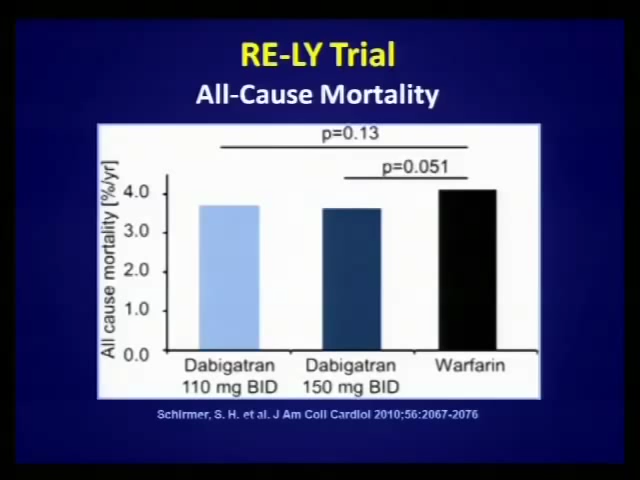 RE-LY Trial
All-Cause Mortality
p=0.13
p=0.051
All cause mortality [%/yr]
4.0
3.0
2.0
1.0
0.0
Dabigatran
110 mg BID
Dabigatran
150 mg BID
Warfarin
Schirmer, S. H. et al. J Am Coll Cardiol 2010;56:2067-2076